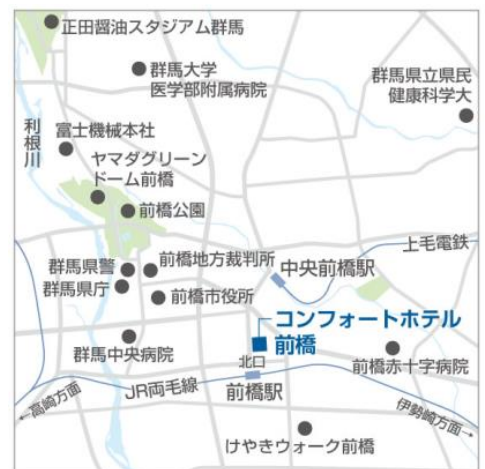 正田醤油スタジアム群馬
群馬大学
医学部附属病院
群馬県立県民
健康科学大
利根川
富士機械本社
ヤマダグリーン
ドーム前橋
前橋公園
上毛電鉄
群馬県警
前橋地方裁判所
中央前橋駅
群馬県庁
前橋市役所
コンフォートホテル
前橋
群馬中央病院
北口
前橋赤十字病院
JR両毛線
前橋駅
←高崎方面
伊勢崎方面→
けやきウォーク前橋